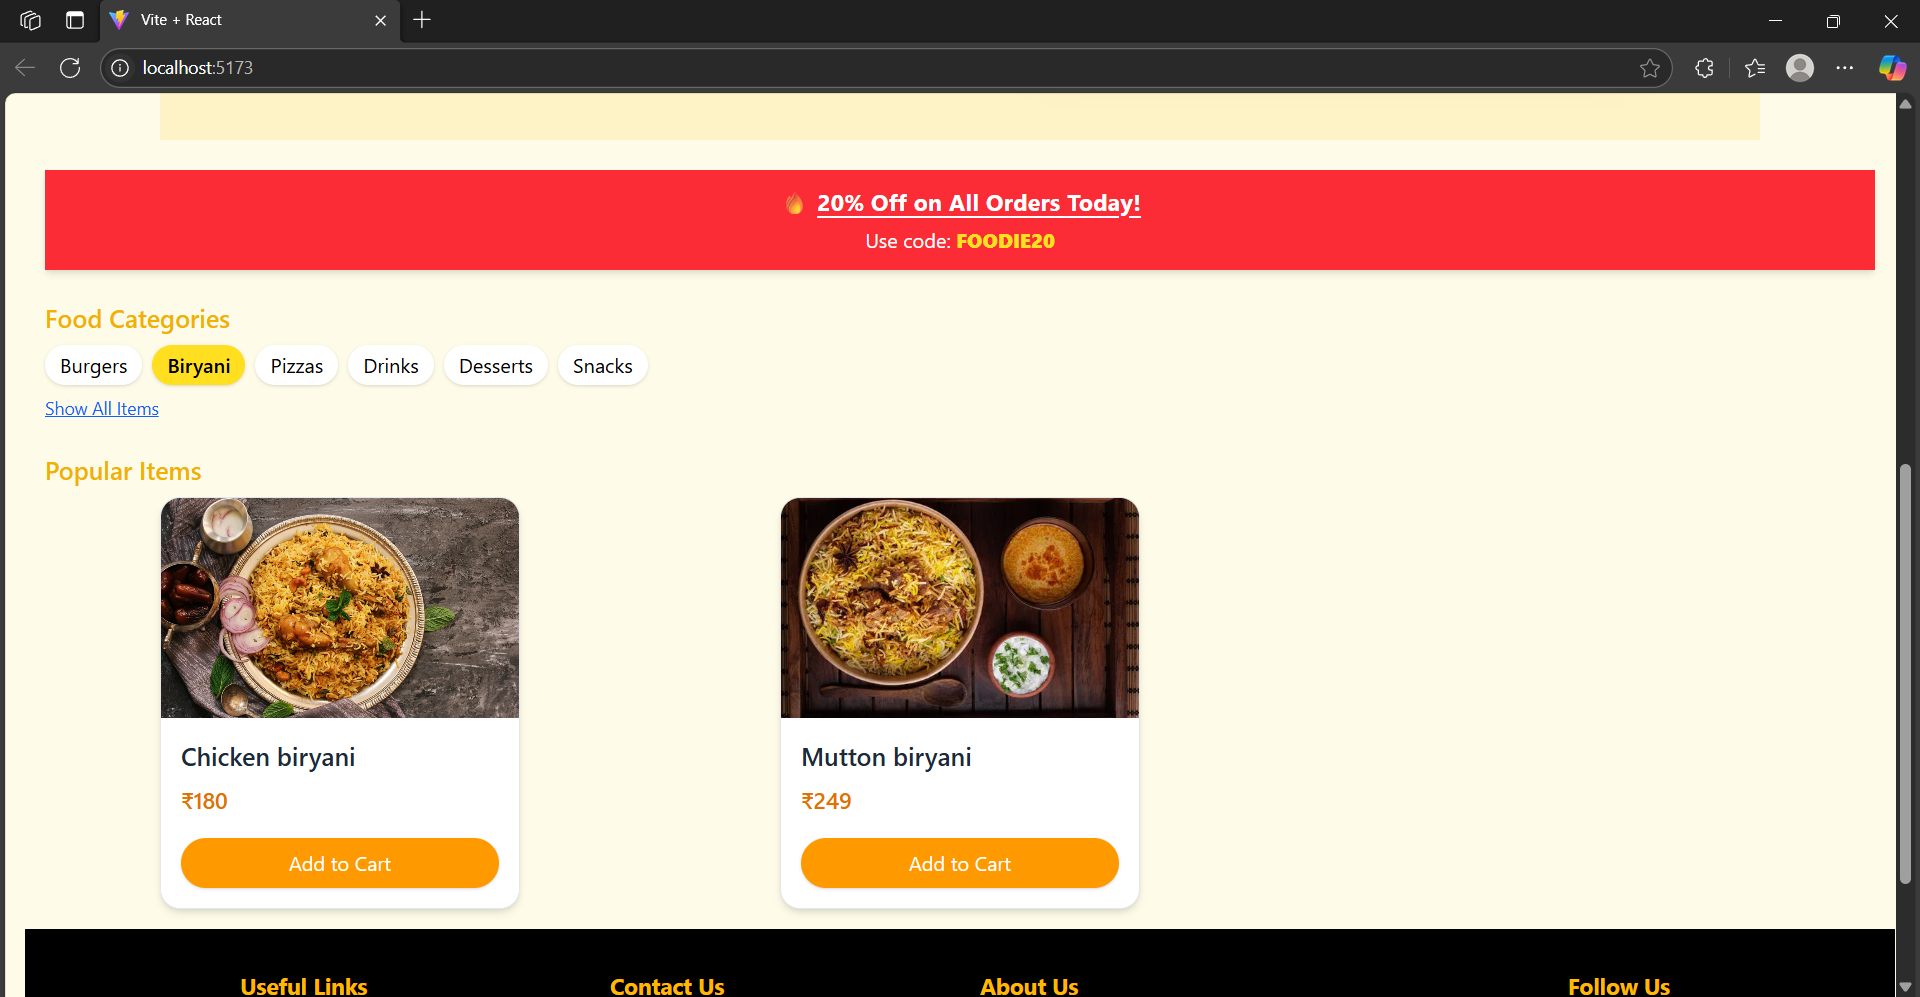 Vite + React
localhost:5173
🔥 20% Off on All Orders Today!
Use code: FOODIE20
Food Categories
Burgers Biryani Pizzas Drinks Desserts Snacks
Show All Items
Popular Items
Chicken biryani
₹180
Add to Cart
Mutton biryani
₹249
Add to Cart
Useful Links Contact Us About Us Follow Us